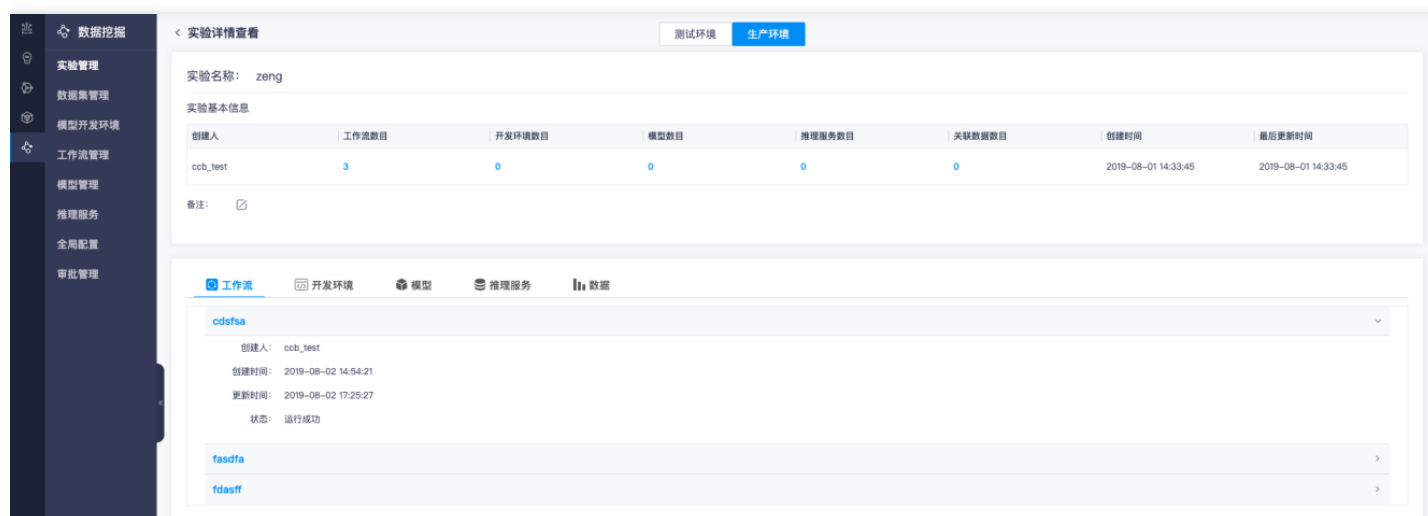 数据挖掘
实验管理
数据集管理
模型开发环境
工作流管理
模型管理
推理服务
全局配置
审批管理
实验详情查看
测试环境 生产环境
实验名称： zeng
实验基本信息
创建人 工作流数目 开发环境数目 模型数目 推理服务数目 关联数据数目 创建时间 最后更新时间
ccb_test 3 0 0 0 0 2019-08-01 14:33:45 2019-08-01 14:33:45
备注：
工作流 开发环境 模型 推理服务 数据
cdsfsa
创建人： ccb_test
创建时间： 2019-08-02 14:54:21
更新时间： 2019-08-02 17:25:27
状态： 运行成功
fasdfa
fdasff